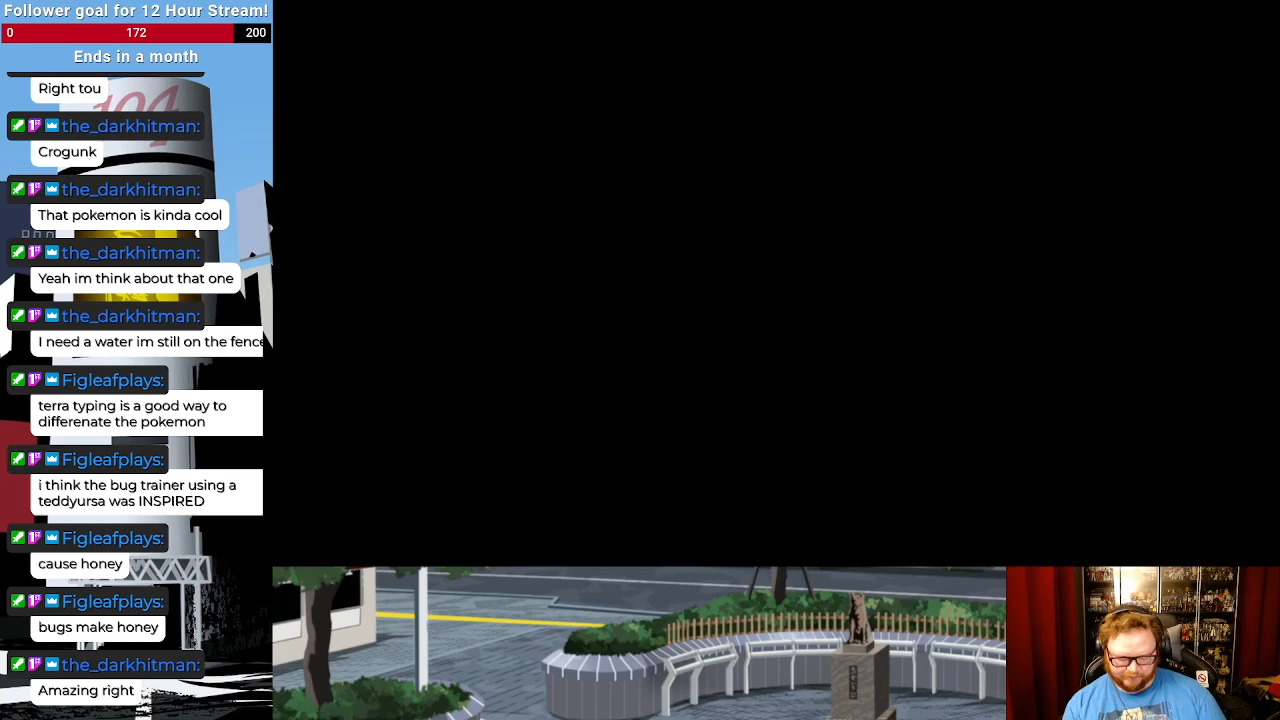 Follower goal for 12 Hour Stream!
0 172 200
Ends in a month
Right tou
the_darkhitman:
Crogunk
the_darkhitman:
That pokemon is kinda cool
the_darkhitman:
Yeah im think about that one
the_darkhitman:
I need a water im still on the fence
Figleafplays:
terra typing is a good way to
differenate the pokemon
Figleafplays:
i think the bug trainer using a
teddyursa was INSPIRED
Figleafplays:
cause honey
Figleafplays:
bugs make honey
the_darkhitman:
Amazing right
104